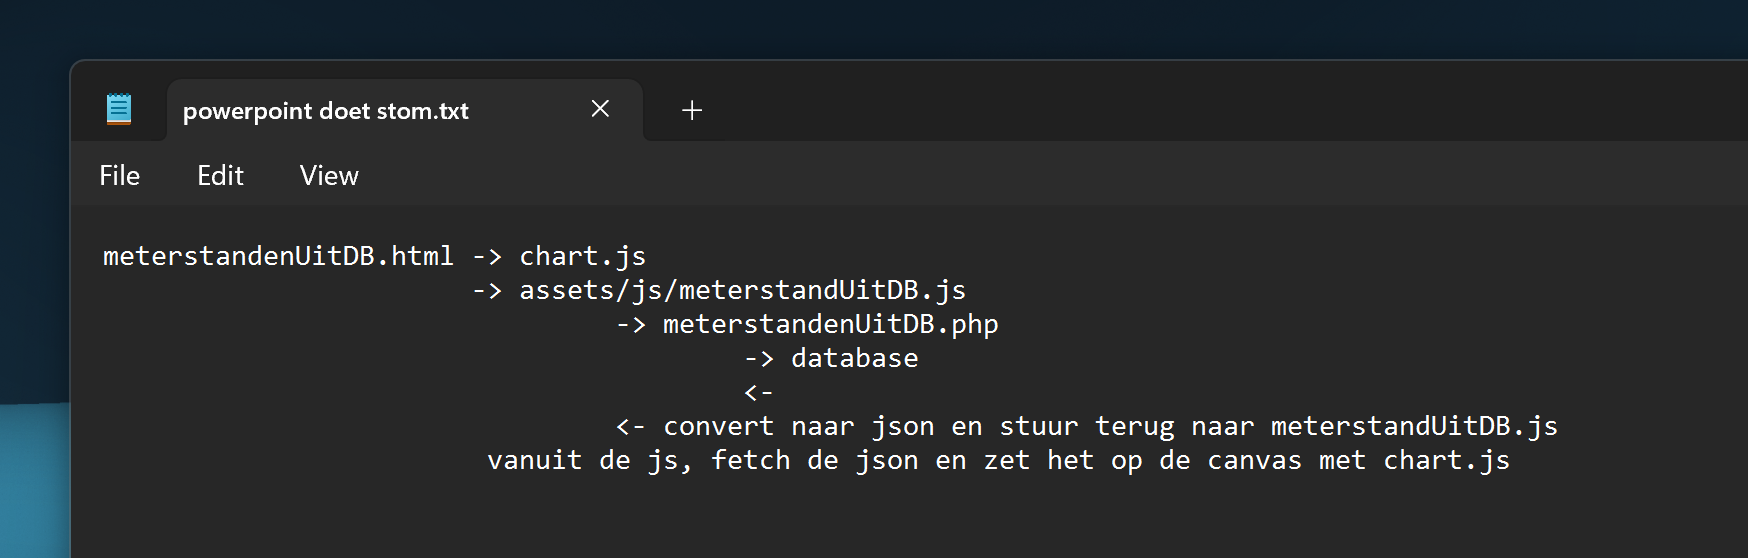 powerpoint doet stom.txt
File Edit View
meterstandenUitDB.html -> chart.js
-> assets/js/meterstandUitDB.js
-> meterstandenUitDB.php
-> database
<-
<- convert naar json en stuur terug naar meterstandUitDB.js
vanuit de js, fetch de json en zet het op de canvas met chart.js